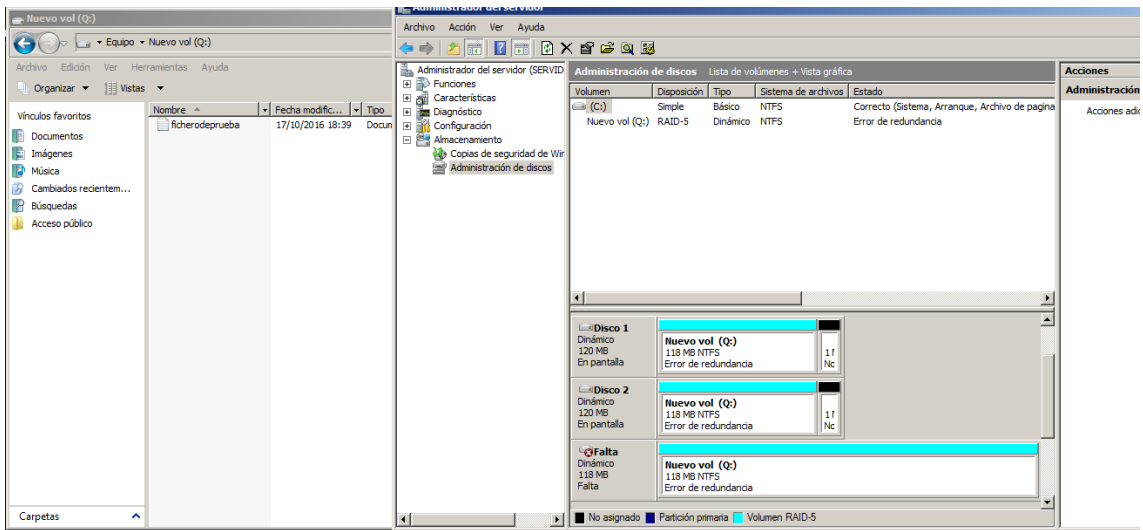 Nuevo vol (Q:)
Equipo Nuevo vol (Q:)
Archivo Edición Ver Herramientas Ayuda
Organizar Vistas
Vínculos favoritos
Documentos
Imágenes
Música
Cambiados recientem...
Búsquedas
Acceso público
Carpetas
Nombre Fecha modific... Tipo
ficherodeprueba 17/10/2016 18:39 Docun
Administrador del servidor
Archivo Acción Ver Ayuda
Administrador del servidor (SERVID
Funciones
Características
Diagnóstico
Configuración
Almacenamiento
Copias de seguridad de Wir
Administración de discos
Administración de discos Lista de volúmenes + Vista gráfica
Volumen Disposición Tipo Sistema de archivos Estado
(C:) Simple Básico NTFS Correcto (Sistema, Arranque, Archivo de pagina
Nuevo vol (Q:) RAID-5 Dinámico NTFS Error de redundancia
Disco 1
Dinámico
120 MB
En pantalla
Nuevo vol (Q:)
118 MB NTFS
Error de redundancia
Nc
Disco 2
Dinámico
120 MB
En pantalla
Nuevo vol (Q:)
118 MB NTFS
Error de redundancia
Nc
Falta
Dinámico
118 MB
Falta
Nuevo vol (Q:)
118 MB NTFS
Error de redundancia
No asignado Partición primaria Volumen RAID-5
Acciones
Administración
Acciones adic